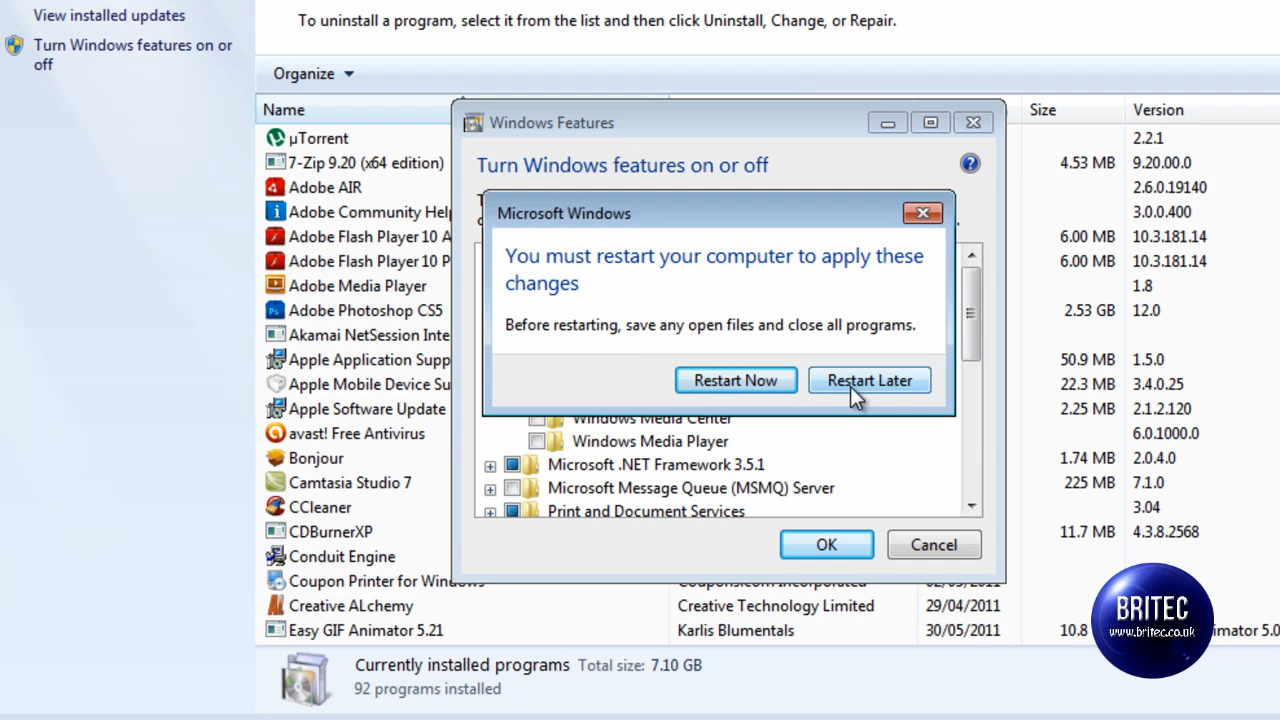 View installed updates
Turn Windows features on or
off
To uninstall a program, select it from the list and then click Uninstall, Change, or Repair.
Organize
Name
Size
Version
µTorrent
2.2.1
7-Zip 9.20 (x64 edition)
4.53 MB
9.20.00.0
Adobe AIR
2.6.0.19140
Adobe Community Help
3.0.0.400
Adobe Flash Player 10 A
6.00 MB
10.3.181.14
Adobe Flash Player 10 P
6.00 MB
10.3.181.14
Adobe Media Player
1.8
Adobe Photoshop CS5
2.53 GB
12.0
Akamai NetSession Inte
Apple Application Supp
50.9 MB
1.5.0
Apple Mobile Device Su
22.3 MB
3.4.0.25
Apple Software Update
2.25 MB
2.1.2.120
avast! Free Antivirus
6.0.1000.0
Bonjour
1.74 MB
2.0.4.0
Camtasia Studio 7
225 MB
7.1.0
CCleaner
3.04
CDBurnerXP
11.7 MB
4.3.8.2568
Conduit Engine
Coupon Printer for Windows
Coupons.com Incorporated
02/05/2011
Creative ALchemy
Creative Technology Limited
29/04/2011
Easy GIF Animator 5.21
Karlis Blumentals
30/05/2011
10.8
imator 5.0
Windows Features
Turn Windows features on or off
Microsoft Windows
You must restart your computer to apply these
changes
Before restarting, save any open files and close all programs.
Restart Now
Restart Later
Windows Media Center
Windows Media Player
Microsoft .NET Framework 3.5.1
Microsoft Message Queue (MSMQ) Server
Print and Document Services
OK
Cancel
Currently installed programs
Total size: 7.10 GB
92 programs installed
BRITEC
www.britec.co.uk